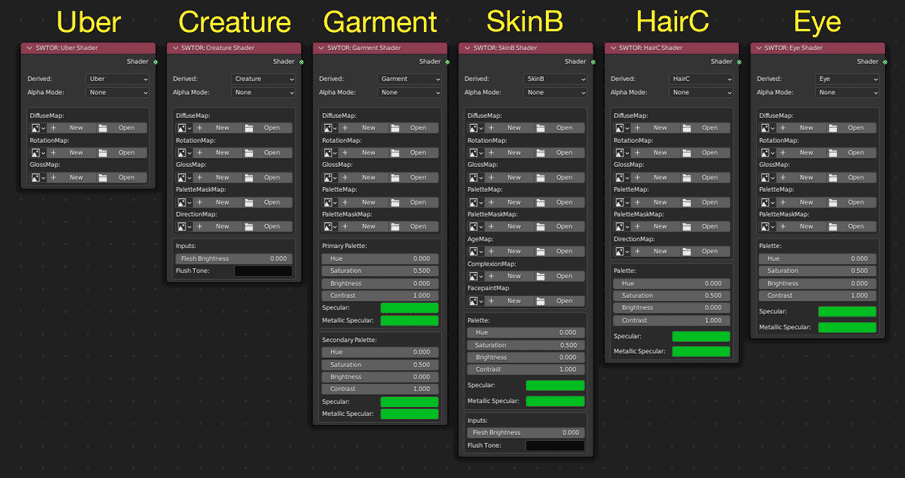 Uber
Creature
Garment
SkinB
HairC
Eye
SWTOR: Uber Shader
Shader
Derived: Uber
Alpha Mode: None
DiffuseMap:
New Open
RotationMap:
New Open
GlossMap:
New Open
SWTOR: Creature Shader
Shader
Derived: Creature
Alpha Mode: None
DiffuseMap:
New Open
RotationMap:
New Open
GlossMap:
New Open
PaletteMaskMap:
New Open
DirectionMap:
New Open
Inputs:
Flesh Brightness 0.000
Flush Tone:
SWTOR: Garment Shader
Shader
Derived: Garment
Alpha Mode: None
DiffuseMap:
New Open
RotationMap:
New Open
GlossMap:
New Open
PaletteMap:
New Open
PaletteMaskMap:
New Open
Primary Palette:
Hue 0.000
Saturation 0.500
Brightness 0.000
Contrast 1.000
Specular:
Metallic Specular:
Secondary Palette:
Hue 0.000
Saturation 0.500
Brightness 0.000
Contrast 1.000
Specular:
Metallic Specular:
SWTOR: SkinB Shader
Shader
Derived: SkinB
Alpha Mode: None
DiffuseMap:
New Open
RotationMap:
New Open
GlossMap:
New Open
PaletteMap:
New Open
PaletteMaskMap:
New Open
AgeMap:
New Open
ComplexionMap:
New Open
FacepaintMap
New Open
Palette:
Hue 0.000
Saturation 0.500
Brightness 0.000
Contrast 1.000
Specular:
Metallic Specular:
Inputs:
Flesh Brightness 0.000
Flush Tone:
SWTOR: HairC Shader
Shader
Derived: HairC
Alpha Mode: None
DiffuseMap:
New Open
RotationMap:
New Open
GlossMap:
New Open
PaletteMap:
New Open
PaletteMaskMap:
New Open
DirectionMap:
New Open
Palette:
Hue 0.000
Saturation 0.500
Brightness 0.000
Contrast 1.000
Specular:
Metallic Specular:
SWTOR: Eye Shader
Shader
Derived: Eye
Alpha Mode: None
DiffuseMap:
New Open
RotationMap:
New Open
GlossMap:
New Open
PaletteMap:
New Open
PaletteMaskMap:
New Open
Palette:
Hue 0.000
Saturation 0.500
Brightness 0.000
Contrast 1.000
Specular:
Metallic Specular: